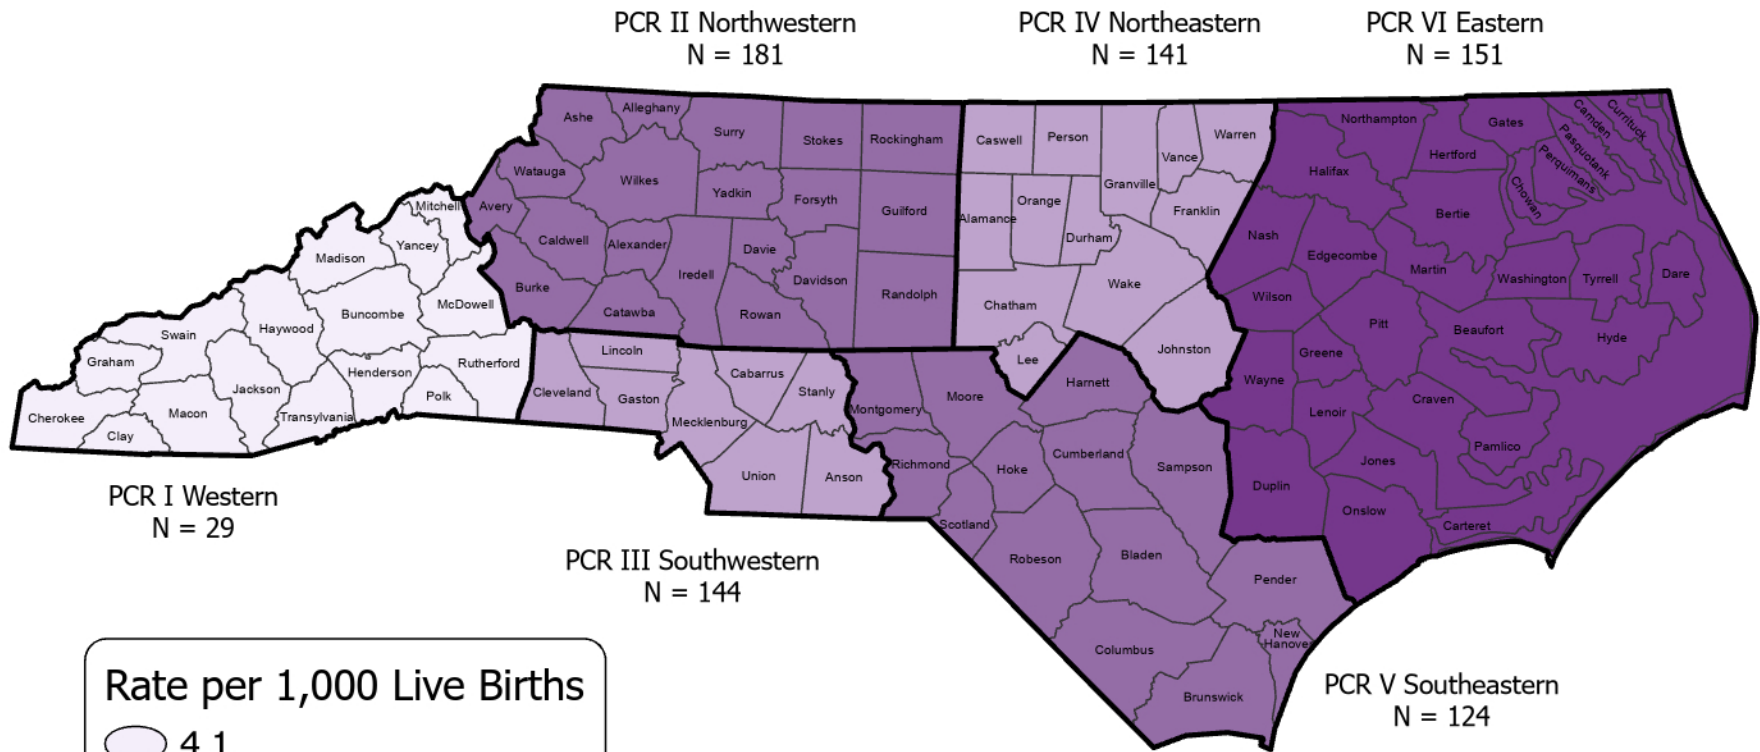 PCR II Northwestern
N = 181
PCR IV Northeastern
N = 141
PCR VI Eastern
N = 151
Ashe
Alleghany
Surry
Stokes
Rockingham
Watauga
Wilkes
Yadkin
Forsyth
Guilford
Avery
Caldwell
Alexander
Iredell
Davie
Davidson
Randolph
Burke
Catawba
Rowan
Caswell
Person
Granville
Vance
Warren
Alamance
Orange
Durham
Franklin
Chatham
Wake
Lee
Johnston
Northampton
Gates
Camden
Currituck
Pasquotank
Perquimans
Chowan
Hertford
Halifax
Bertie
Nash
Edgecombe
Martin
Washington
Tyrrell
Dare
Wilson
Pitt
Beaufort
Hyde
Greene
Wayne
Lenoir
Craven
Pamlico
Jones
Duplin
Onslow
Carteret
Mitchell
Yancey
Madison
McDowell
Buncombe
Haywood
Swain
Graham
Rutherford
Henderson
Polk
Jackson
Transylvania
Macon
Cherokee
Clay
Lincoln
Cleveland
Gaston
Cabarrus
Stanly
Mecklenburg
Union
Anson
Montgomery
Moore
Harnett
Richmond
Hoke
Cumberland
Sampson
Scotland
Robeson
Bladen
Pender
New
Hanover
Columbus
Brunswick
PCR I Western
N = 29
PCR III Southwestern
N = 144
PCR V Southeastern
N = 124
Rate per 1,000 Live Births
4.1